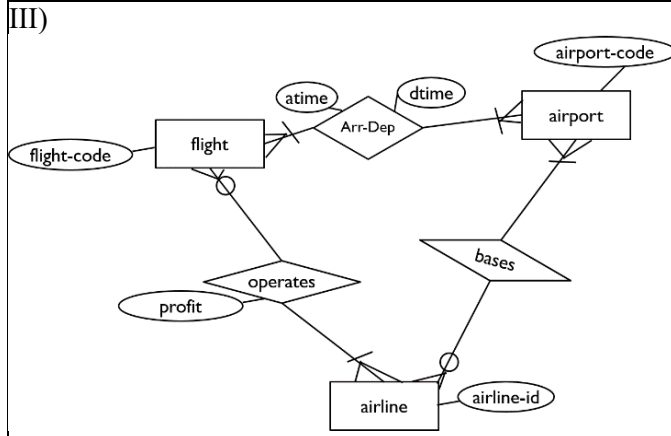 III)
airport-code
atime
dtime
Arr-Dep
airport
flight
flight-code
bases
operates
profit
airline
airline-id